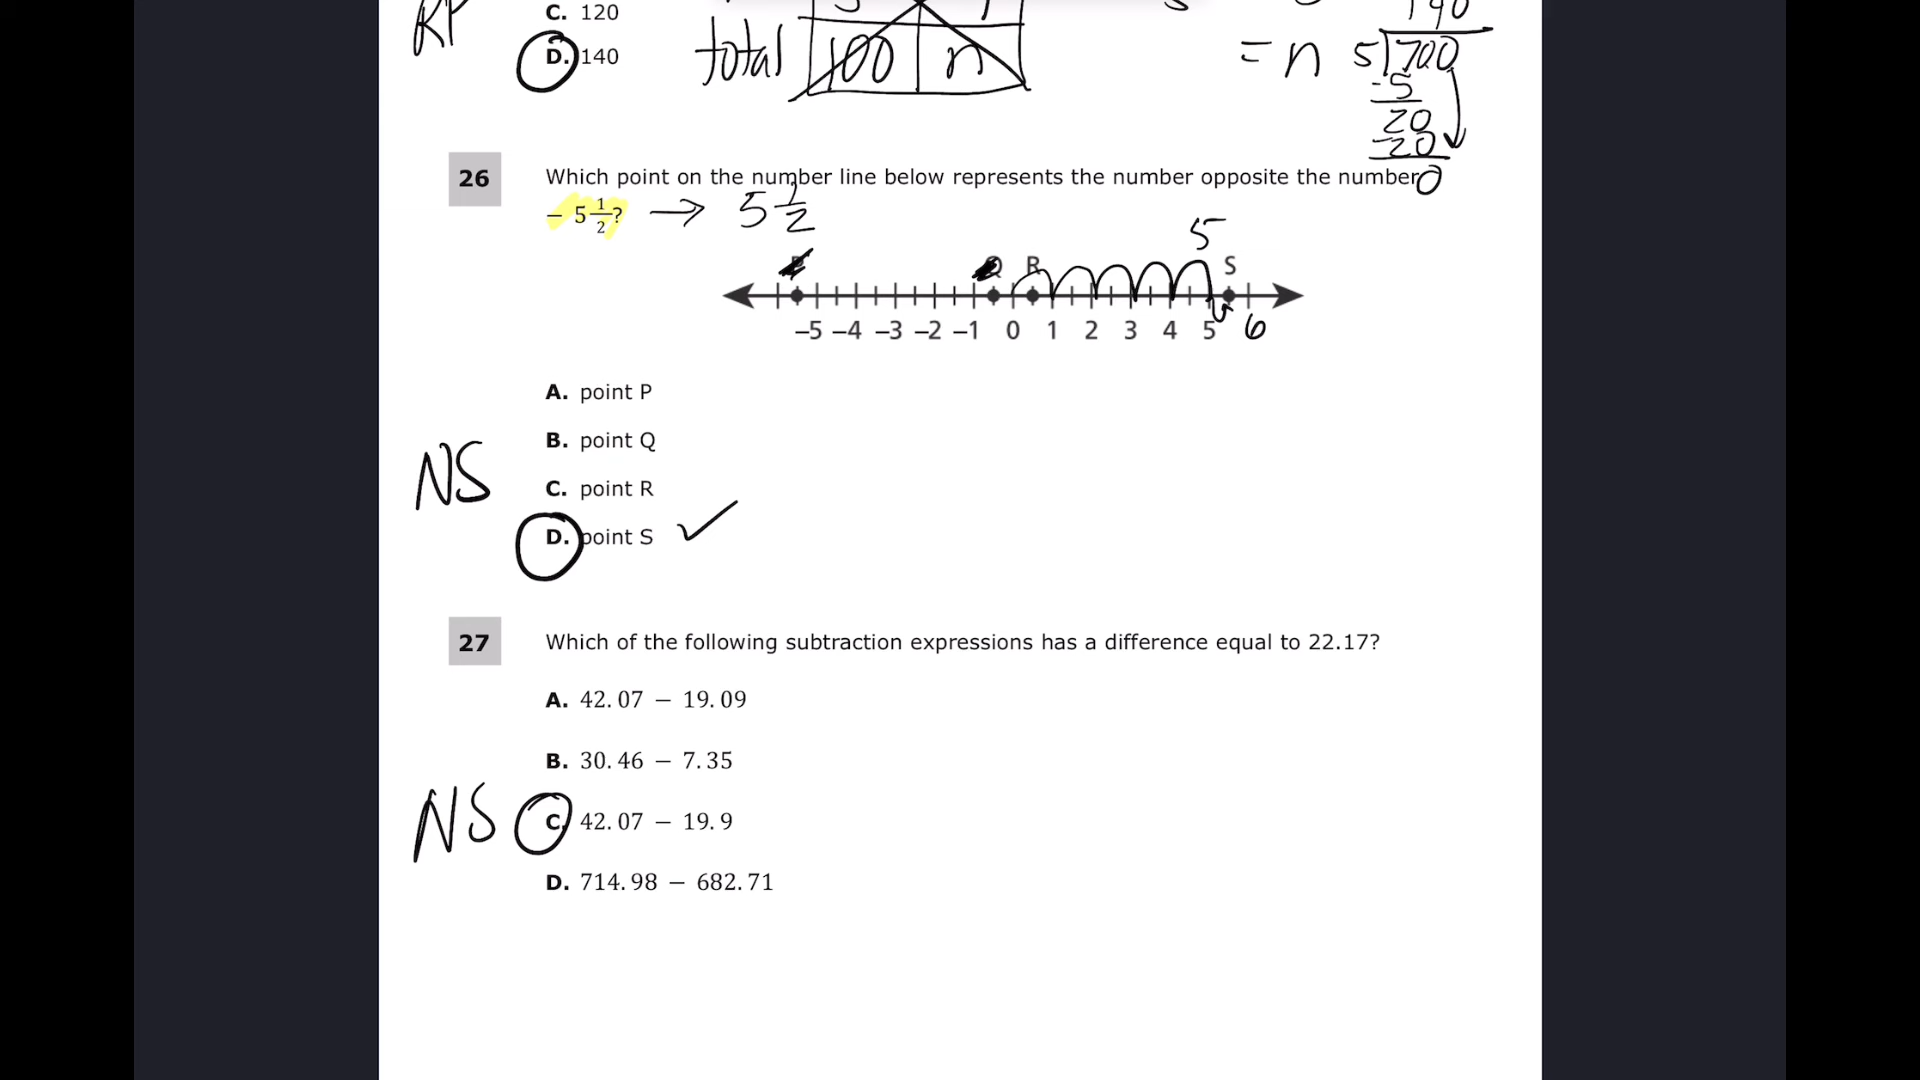 RP
C. 120
D. 140
total 100 n
= n
140
5)700
-5
20
-20
0
26 Which point on the number line below represents the number opposite the number
– 5 1/2? → 5 1/2
5
Q R S
–5 –4 –3 –2 –1 0 1 2 3 4 5 6
A. point P
B. point Q
C. point R
D. point S ✓
NS
27 Which of the following subtraction expressions has a difference equal to 22.17?
A. 42.07 − 19.09
B. 30.46 − 7.35
NS
C. 42.07 − 19.9
D. 714.98 − 682.71